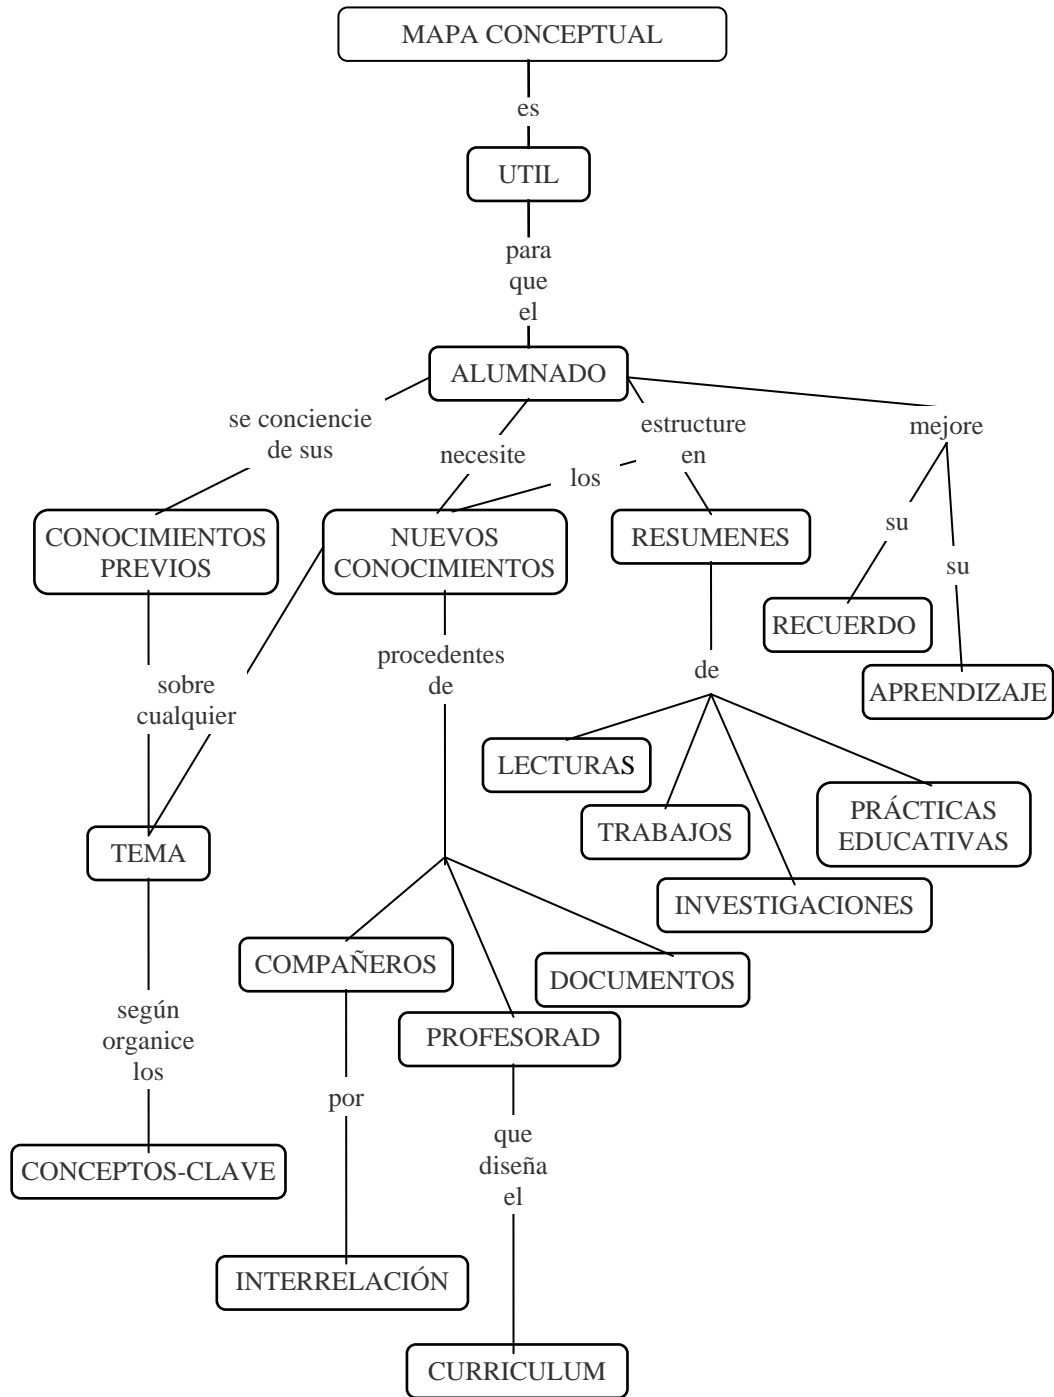 MAPA CONCEPTUAL
es
UTIL
para
que
el
ALUMNADO
se conciencie
de sus
necesite
los
estructure
en
mejore
CONOCIMIENTOS
PREVIOS
NUEVOS
CONOCIMIENTOS
RESUMENES
su
su
RECUERDO
APRENDIZAJE
sobre
cualquier
procedentes
de
de
LECTURAS
TRABAJOS
PRÁCTICAS
EDUCATIVAS
INVESTIGACIONES
TEMA
COMPAÑEROS
DOCUMENTOS
PROFESORAD
según
organice
los
por
que
diseña
el
CONCEPTOS-CLAVE
INTERRELACIÓN
CURRICULUM